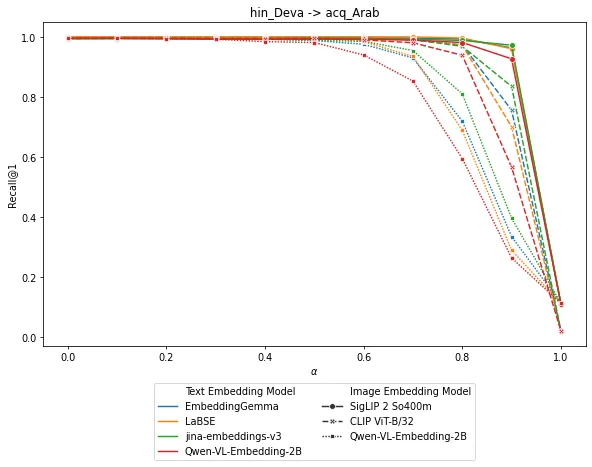 hin_Deva -> acq_Arab
Recall@1
1.0
0.8
0.6
0.4
0.2
0.0
0.0 0.2 0.4 0.6 0.8 1.0
α
Text Embedding Model
EmbeddingGemma
LaBSE
jina-embeddings-v3
Qwen-VL-Embedding-2B
Image Embedding Model
SigLIP 2 So400m
CLIP ViT-B/32
Qwen-VL-Embedding-2B